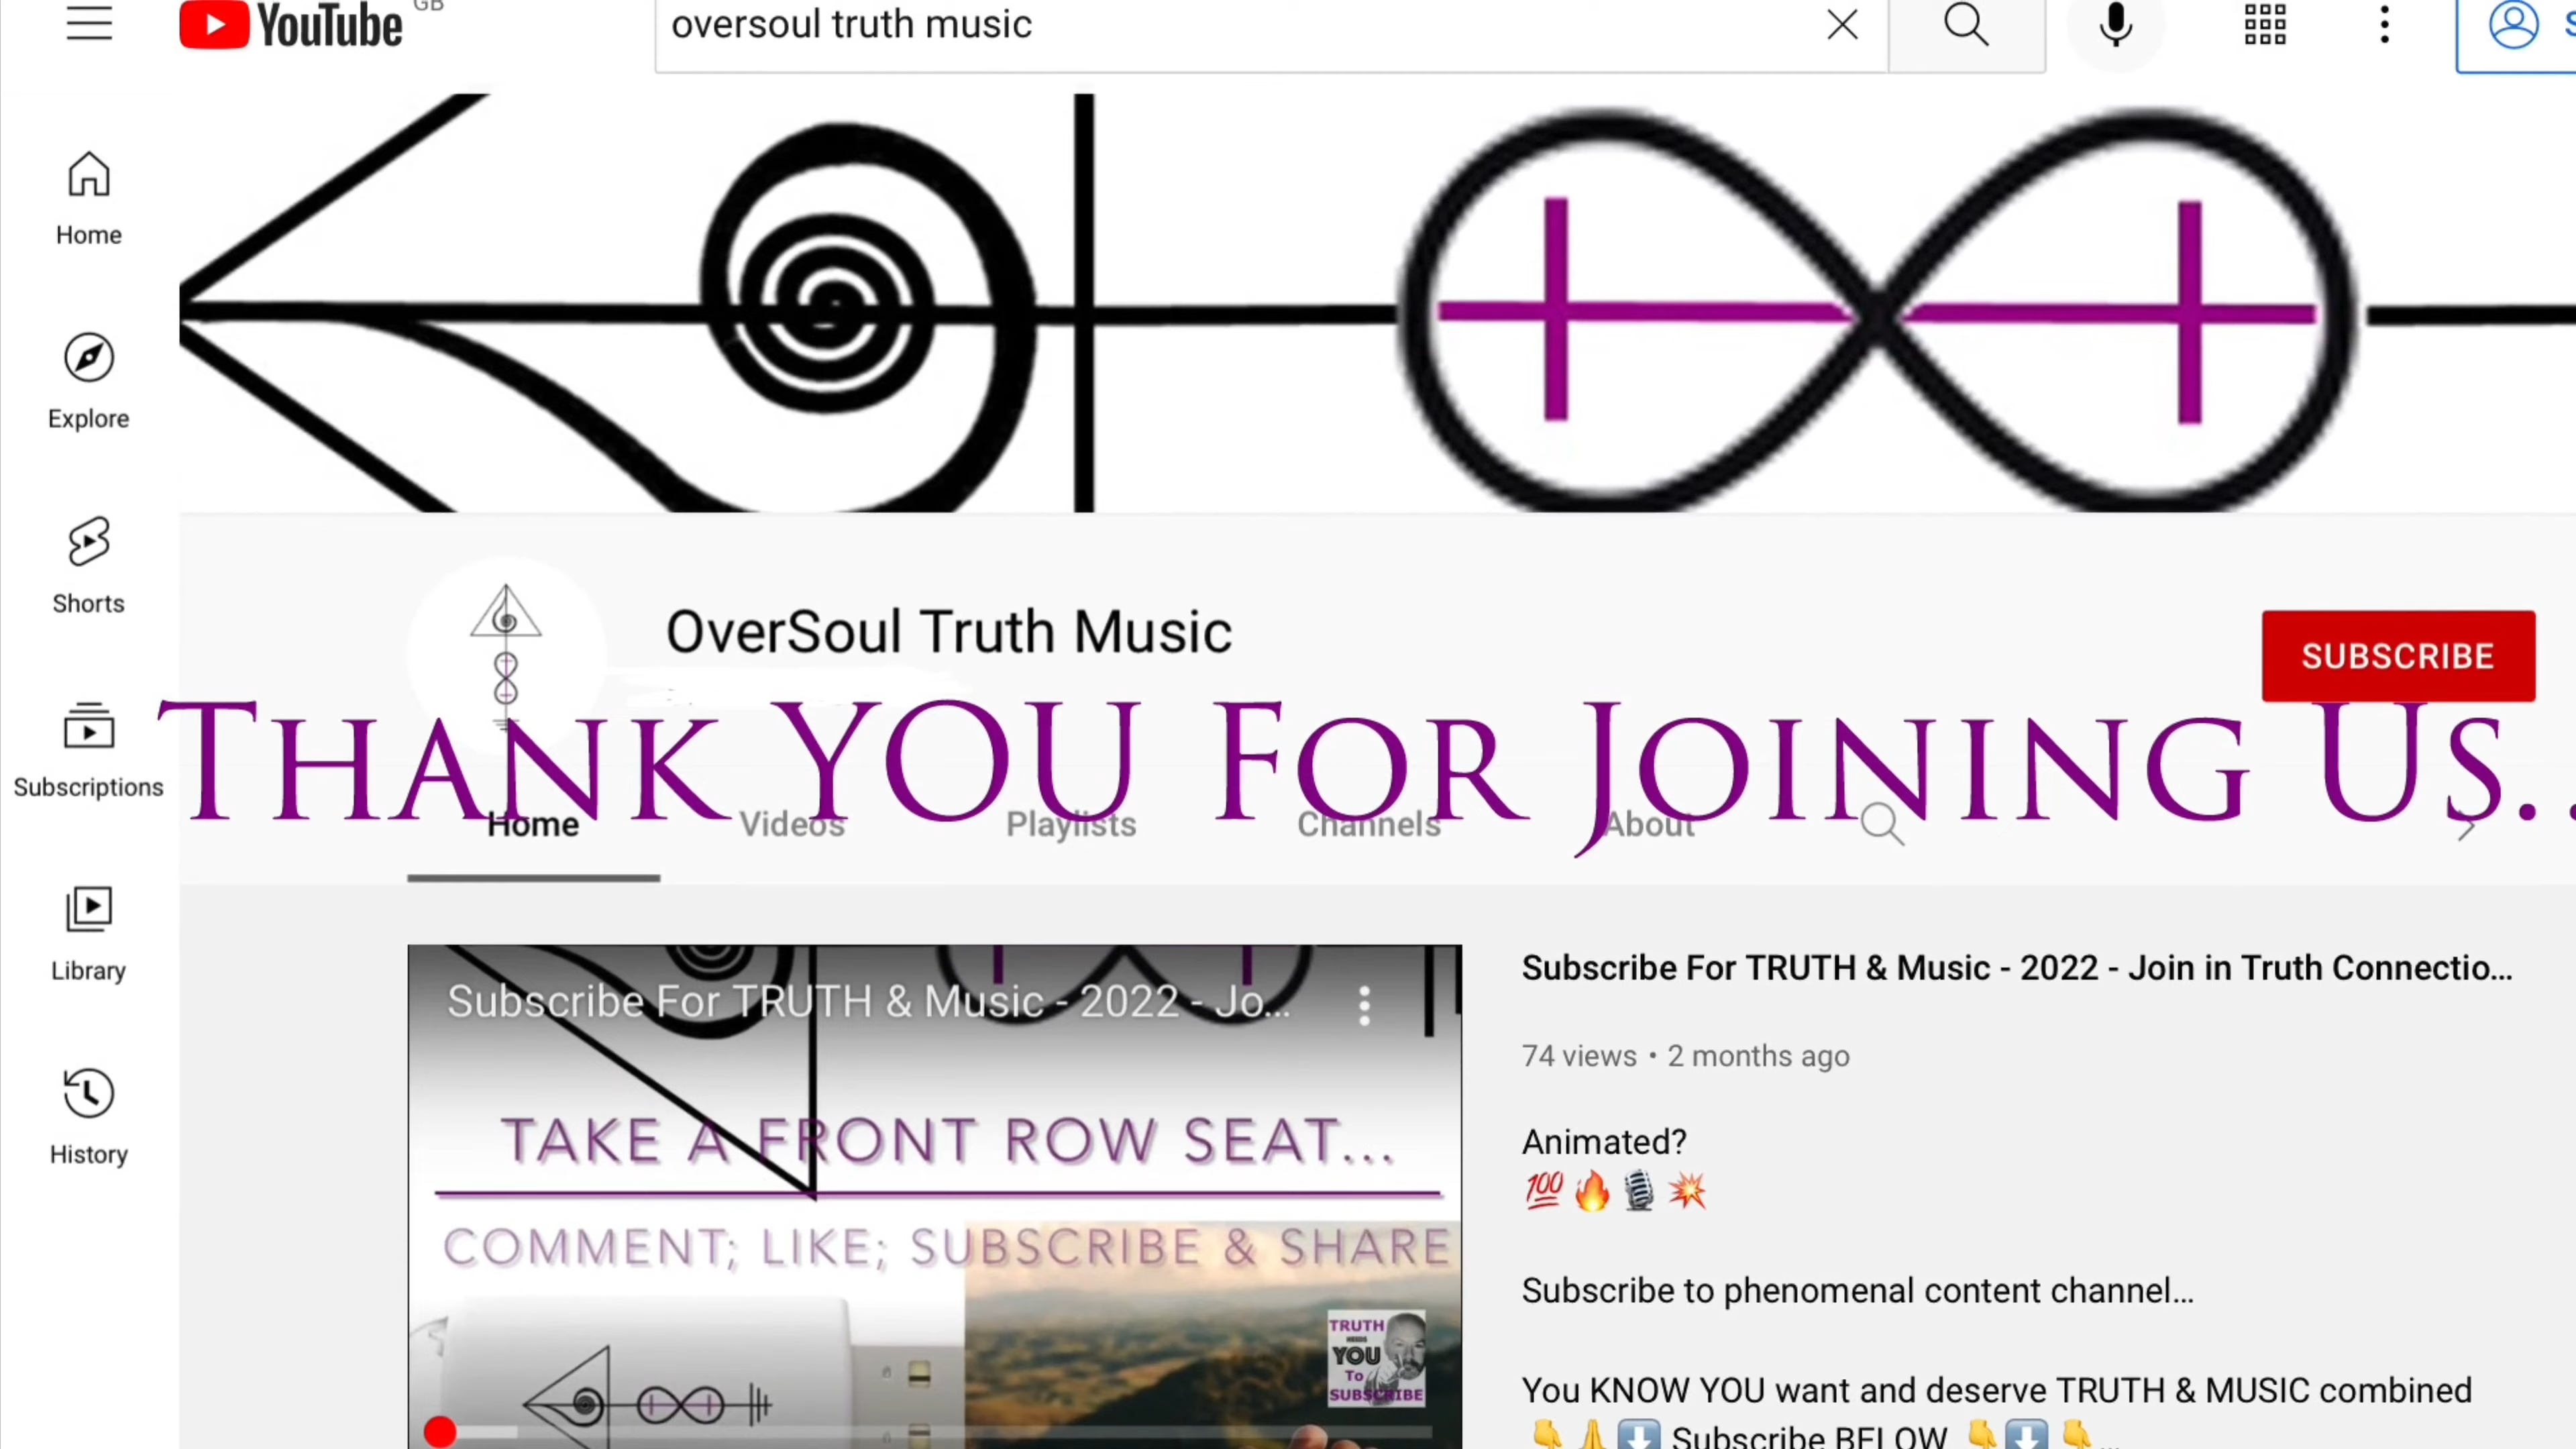 YouTube GB
oversoul truth music
Home
Explore
Shorts
Subscriptions
Library
History
OverSoul Truth Music
SUBSCRIBE
THANK YOU FOR JOINING US..
Home Videos Playlists Channels About
Subscribe For TRUTH & Music - 2022 - Jo...
TAKE A FRONT ROW SEAT...
COMMENT; LIKE; SUBSCRIBE & SHARE
TRUTH
NEEDS
YOU
To
SUBSCRIBE
Subscribe For TRUTH & Music - 2022 - Join in Truth Connectio...
74 views • 2 months ago
Animated?
💯 🔥 🎙 💥
Subscribe to phenomenal content channel...
You KNOW YOU want and deserve TRUTH & MUSIC combined
👇 🙏 ⬇️ Subscribe BELOW 👇 ⬇️ 👇...